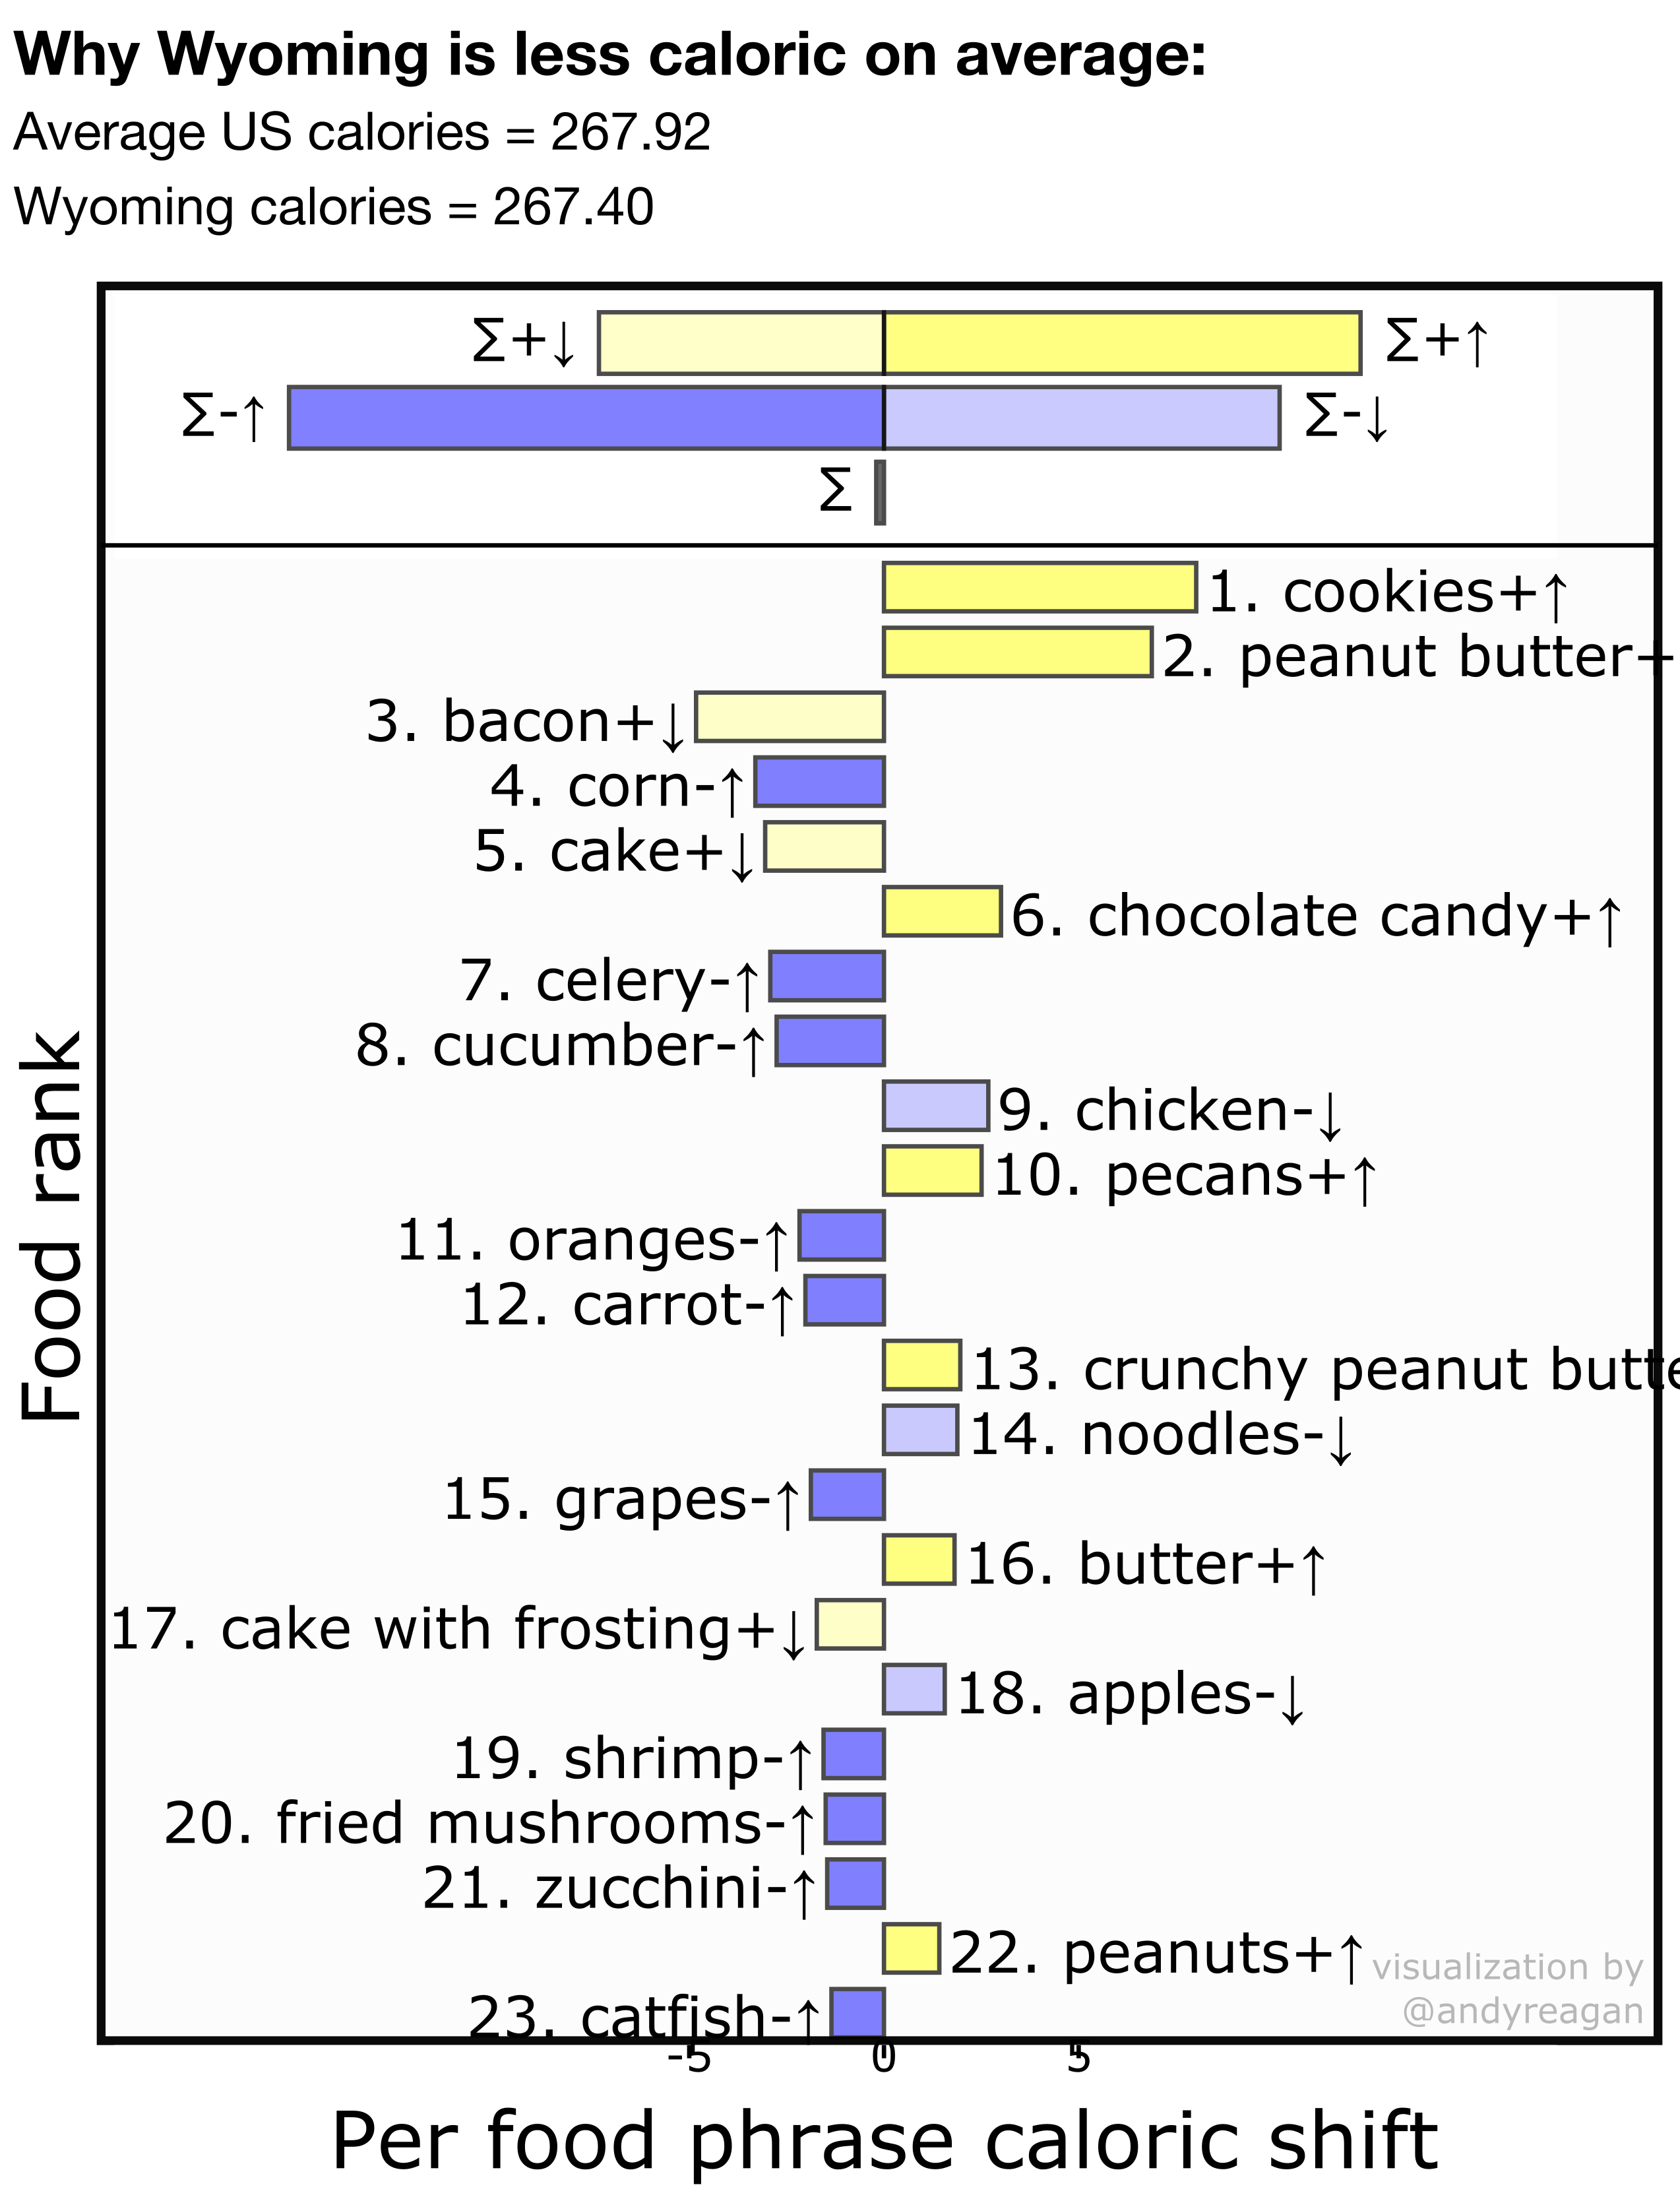 Why Wyoming is less caloric on average:
Average US calories = 267.92
Wyoming calories = 267.40
∑+↓ ∑+↑
∑-↑ ∑-↓
∑
1. cookies+↑
2. peanut butter+
3. bacon+↓
4. corn-↑
5. cake+↓
6. chocolate candy+↑
7. celery-↑
8. cucumber-↑
9. chicken-↓
10. pecans+↑
11. oranges-↑
12. carrot-↑
13. crunchy peanut butte
14. noodles-↓
15. grapes-↑
16. butter+↑
17. cake with frosting+↓
18. apples-↓
19. shrimp-↑
20. fried mushrooms-↑
21. zucchini-↑
22. peanuts+↑
23. catfish-↑
visualization by
@andyreagan
Food rank
-5 0 5
Per food phrase caloric shift